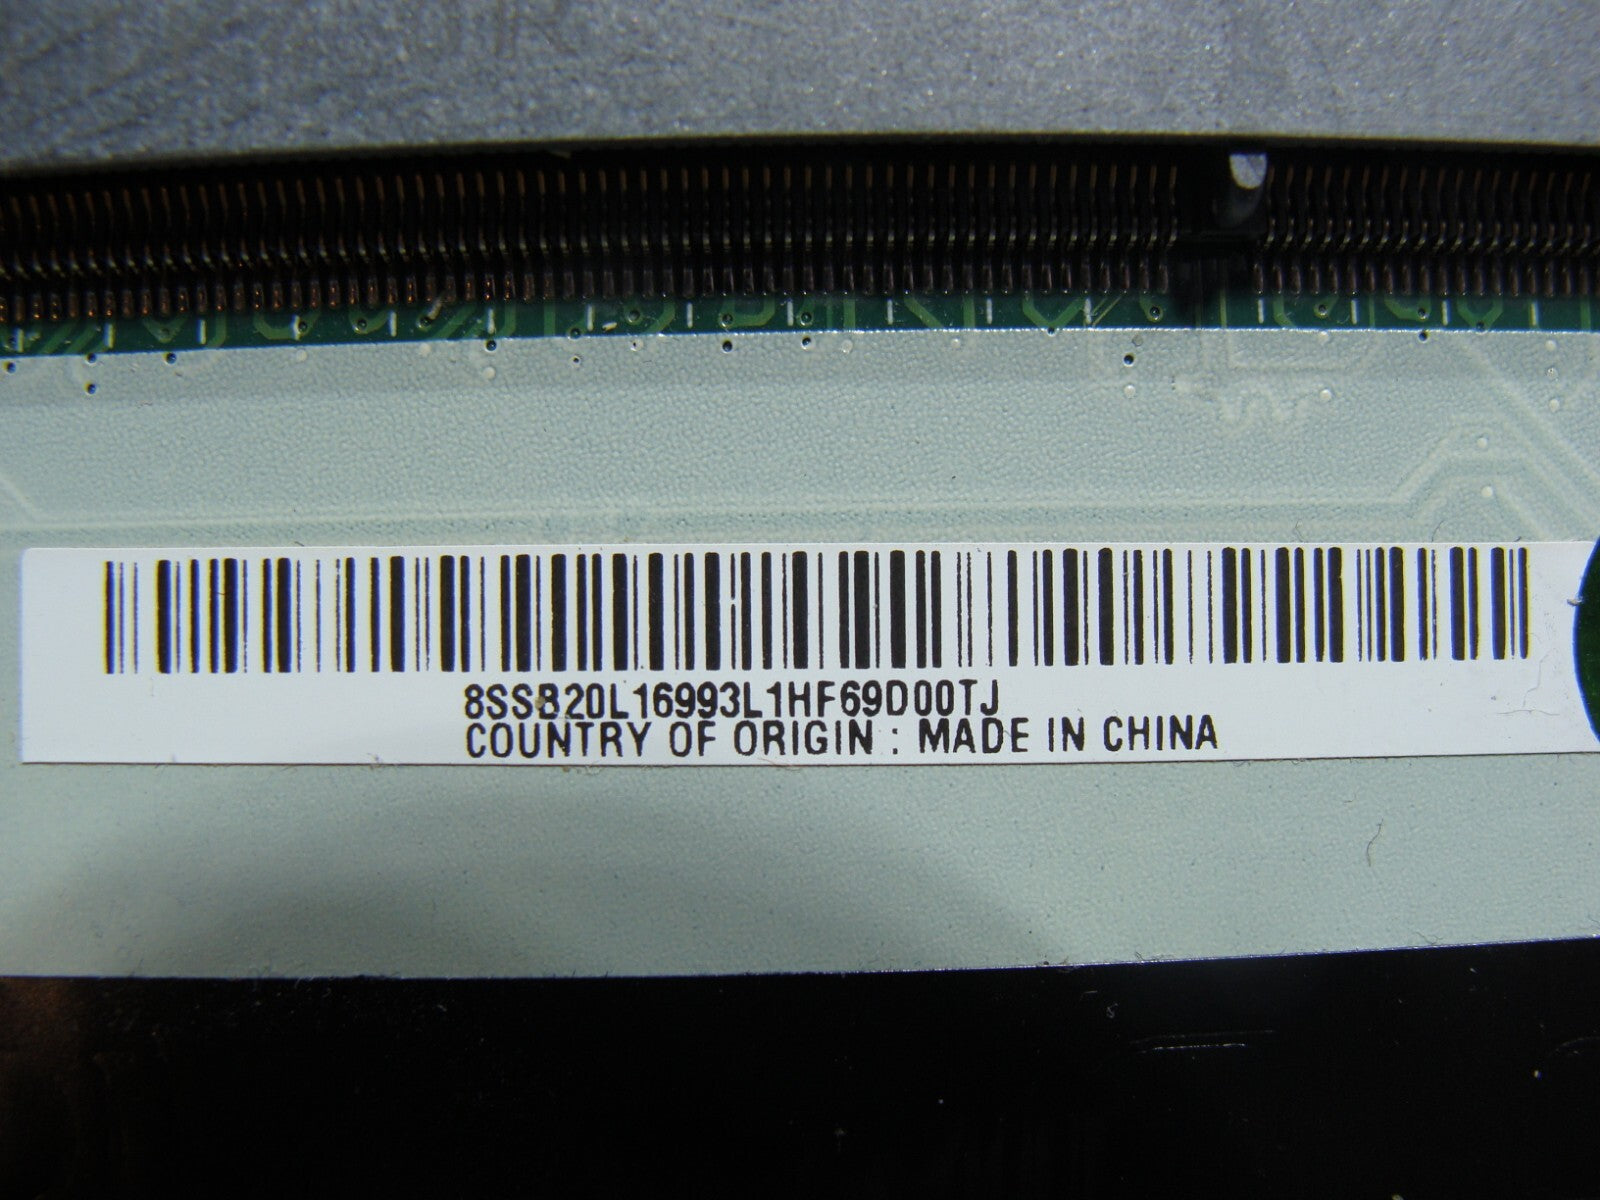 8SSB20L16993L1HF69D00TJ
COUNTRY OF ORIGIN : MADE IN CHINA